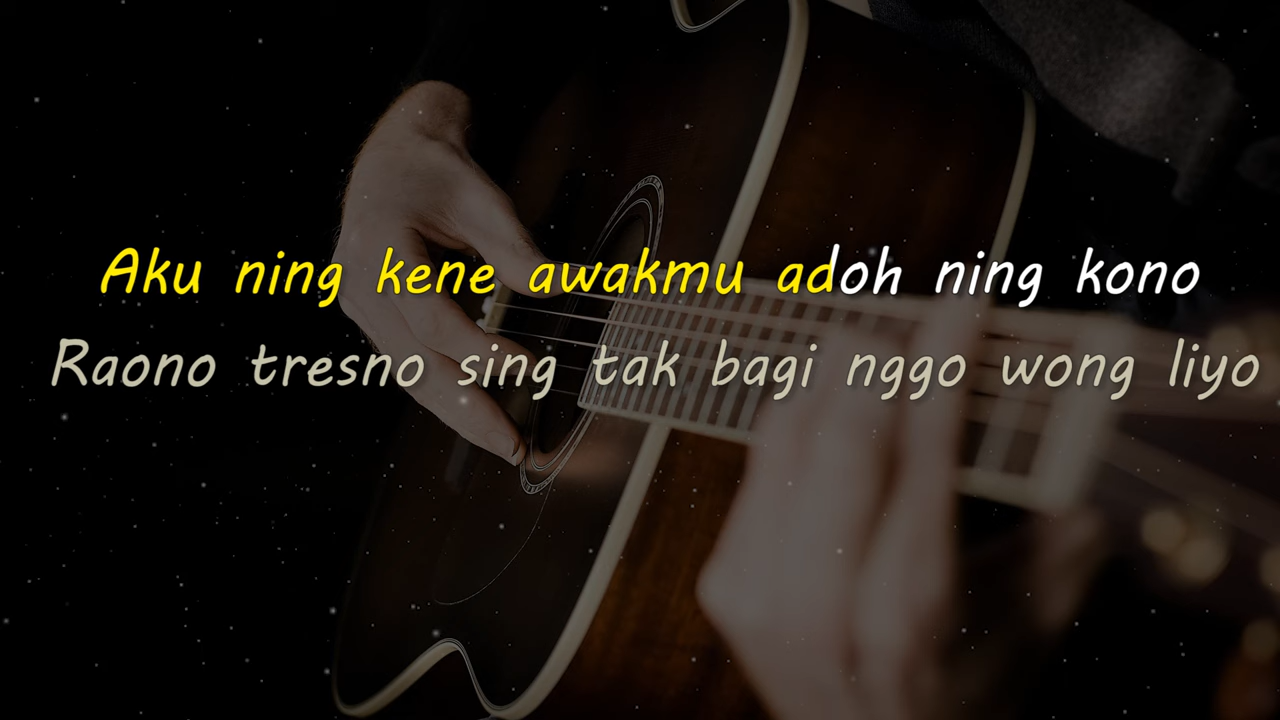 Aku ning kene awakmu adoh ning kono
Raono tresno sing tak bagi nggo wong liyo